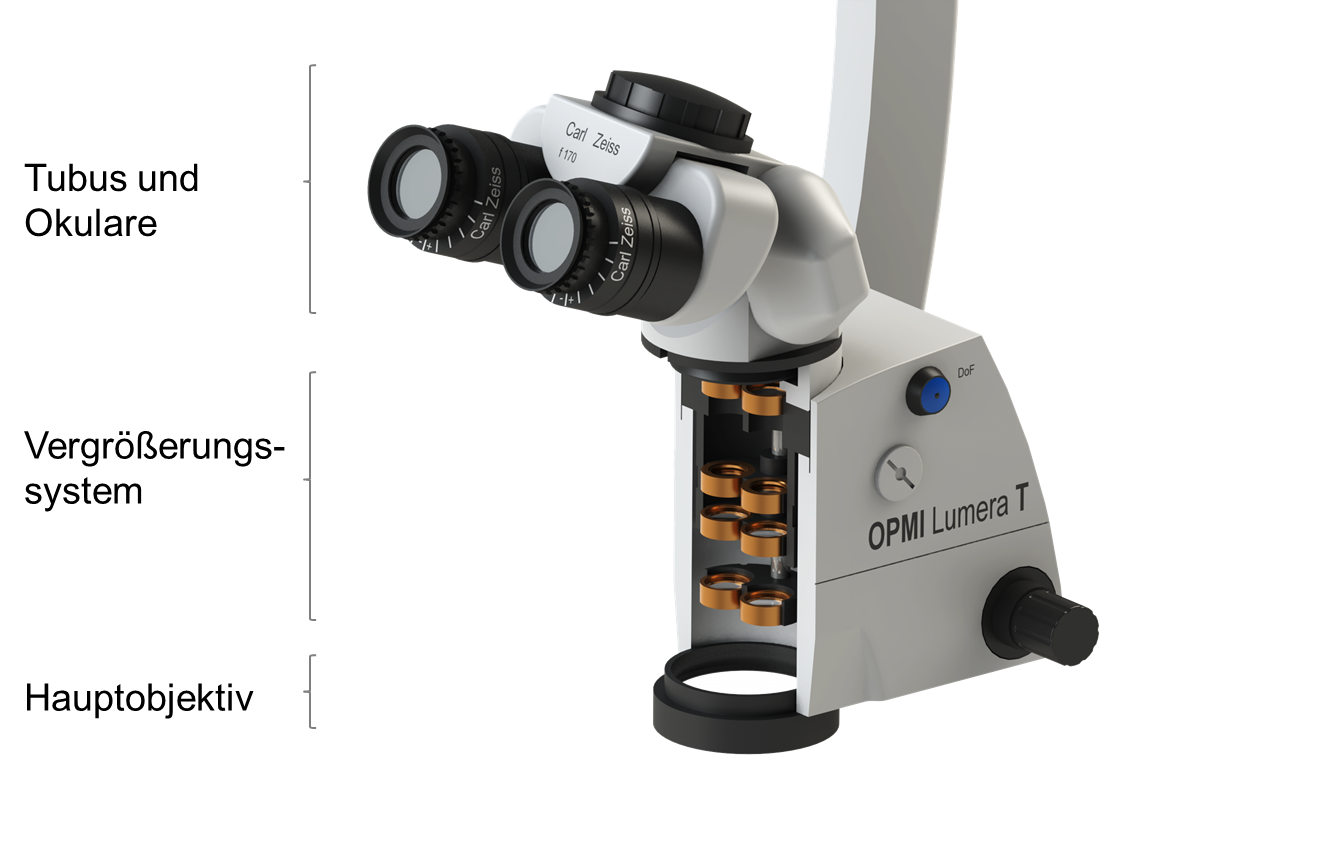 Tubus und
Okulare
Carl Zeiss
f 170
Carl Zeiss
- +
Carl Zeiss
- +
Vergrößerungs-
system
DoF
OPMI Lumera T
Hauptobjektiv